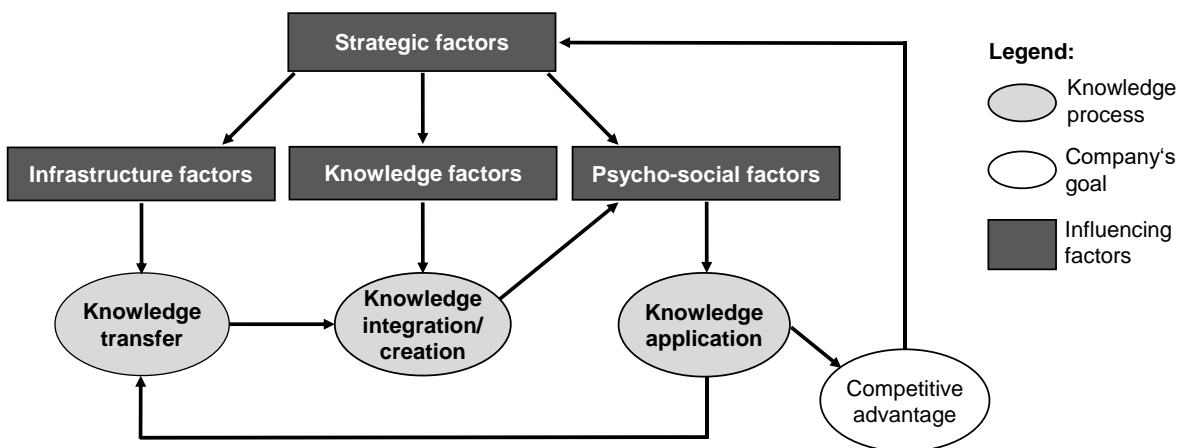 Strategic factors
Legend:
Knowledge
process
Company‘s
goal
Influencing
factors
Infrastructure factors
Knowledge factors
Psycho-social factors
Knowledge
transfer
Knowledge
integration/
creation
Knowledge
application
Competitive
advantage